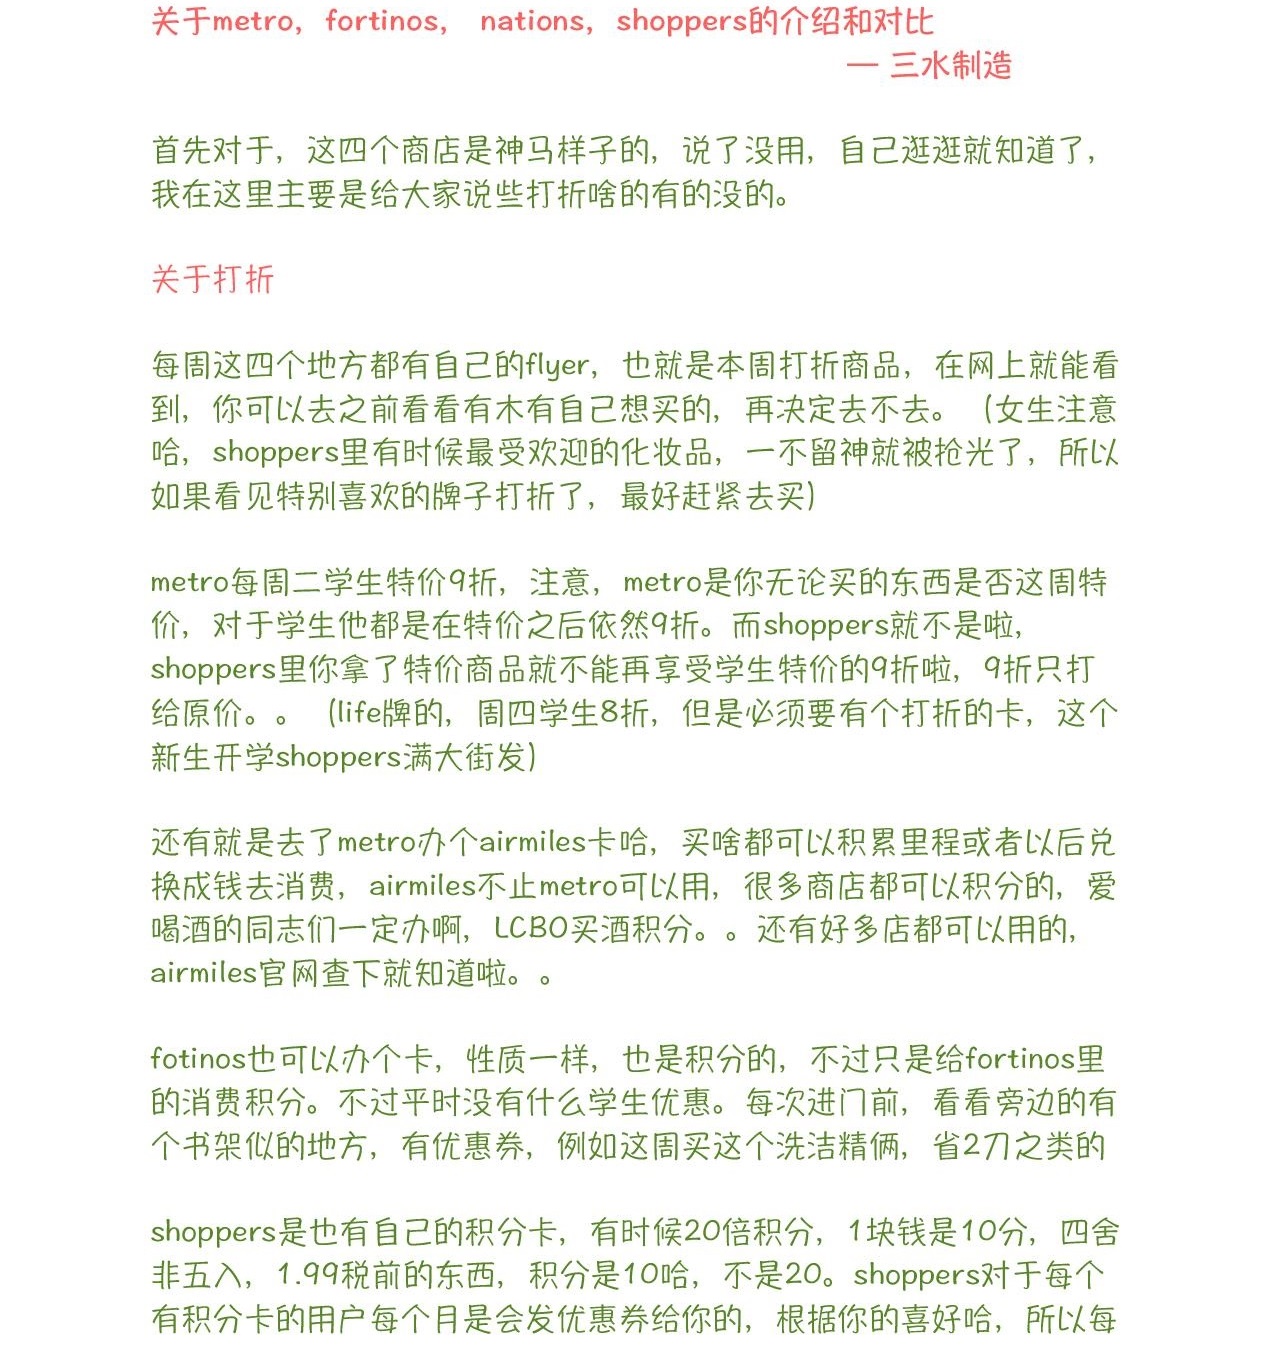 关于metro，fortinos， nations，shoppers的介绍和对比
— 三水制造
首先对于，这四个商店是神马样子的，说了没用，自己逛逛就知道了，
我在这里主要是给大家说些打折啥的有的没的。
关于打折
每周这四个地方都有自己的flyer，也就是本周打折商品，在网上就能看
到，你可以去之前看看有木有自己想买的，再决定去不去。（女生注意
哈，shoppers里有时候最受欢迎的化妆品，一不留神就被抢光了，所以
如果看见特别喜欢的牌子打折了，最好赶紧去买）
metro每周二学生特价9折，注意，metro是你无论买的东西是否这周特
价，对于学生他都是在特价之后依然9折。而shoppers就不是啦，
shoppers里你拿了特价商品就不能再享受学生特价的9折啦，9折只打
给原价。。（life牌的，周四学生8折，但是必须要有个打折的卡，这个
新生开学shoppers满大街发）
还有就是去了metro办个airmiles卡哈，买啥都可以积累里程或者以后兑
换成钱去消费，airmiles不止metro可以用，很多商店都可以积分的，爱
喝酒的同志们一定办啊，LCBO买酒积分。。还有好多店都可以用的，
airmiles官网查下就知道啦。。
fotinos也可以办个卡，性质一样，也是积分的，不过只是给fortinos里
的消费积分。不过平时没有什么学生优惠。每次进门前，看看旁边的有
个书架似的地方，有优惠券，例如这周买这个洗洁精俩，省2刀之类的
shoppers是也有自己的积分卡，有时候20倍积分，1块钱是10分，四舍
非五入，1.99税前的东西，积分是10哈，不是20。shoppers对于每个
有积分卡的用户每个月是会发优惠券给你的，根据你的喜好哈，所以每